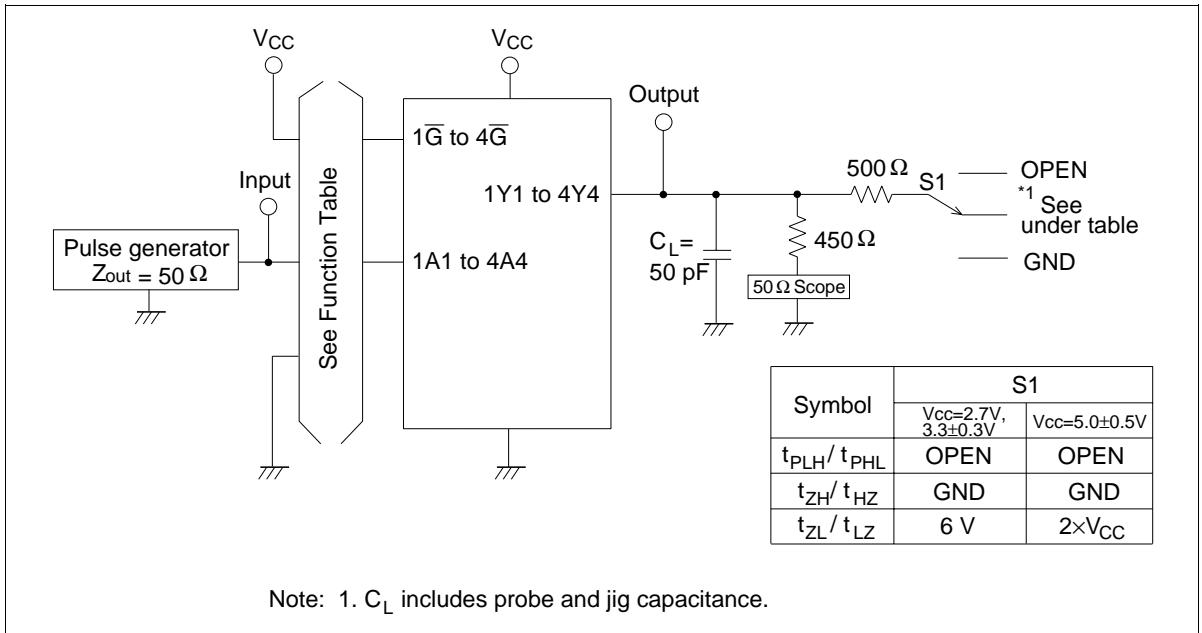 VCC
VCC
Output
1G̅ to 4G̅
500 Ω
S1
OPEN
*1 See
under table
GND
Input
See Function Table
1Y1 to 4Y4
Pulse generator
Zout = 50 Ω
1A1 to 4A4
CL=
50 pF
450 Ω
50 Ω Scope
Symbol
S1
Vcc=2.7V,
3.3±0.3V
Vcc=5.0±0.5V
tPLH / tPHL OPEN OPEN
tZH / tHZ GND GND
tZL / tLZ 6 V 2×VCC
Note: 1. CL includes probe and jig capacitance.